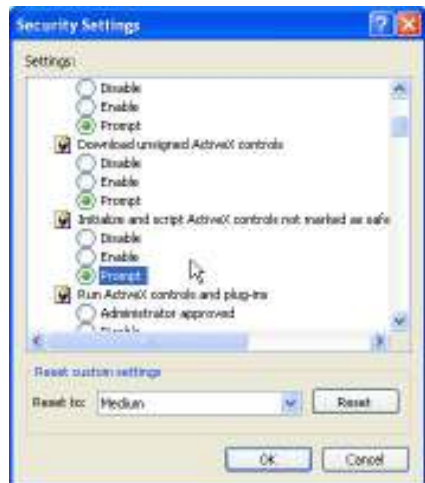 Security Settings
Settings:
Disable
Enable
Prompt
Download unsigned ActiveX controls
Disable
Enable
Prompt
Initialize and script ActiveX controls not marked as safe
Disable
Enable
Prompt
Run ActiveX controls and plug-ins
Administrator approved
Disable
Reset custom settings
Reset to: Medium Reset
OK Cancel